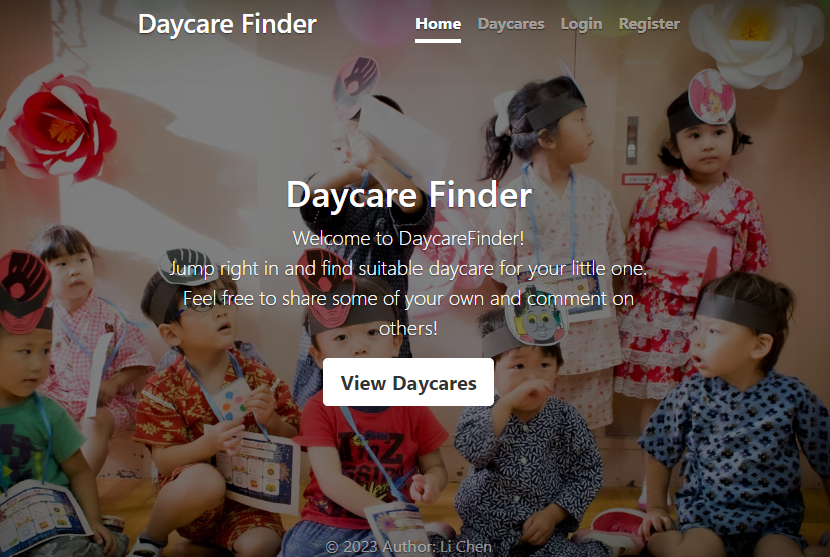 Daycare Finder
Home Daycares Login Register
Daycare Finder
Welcome to DaycareFinder!
Jump right in and find suitable daycare for your little one.
Feel free to share some of your own and comment on
others!
View Daycares
© 2023 Author: Li Chen